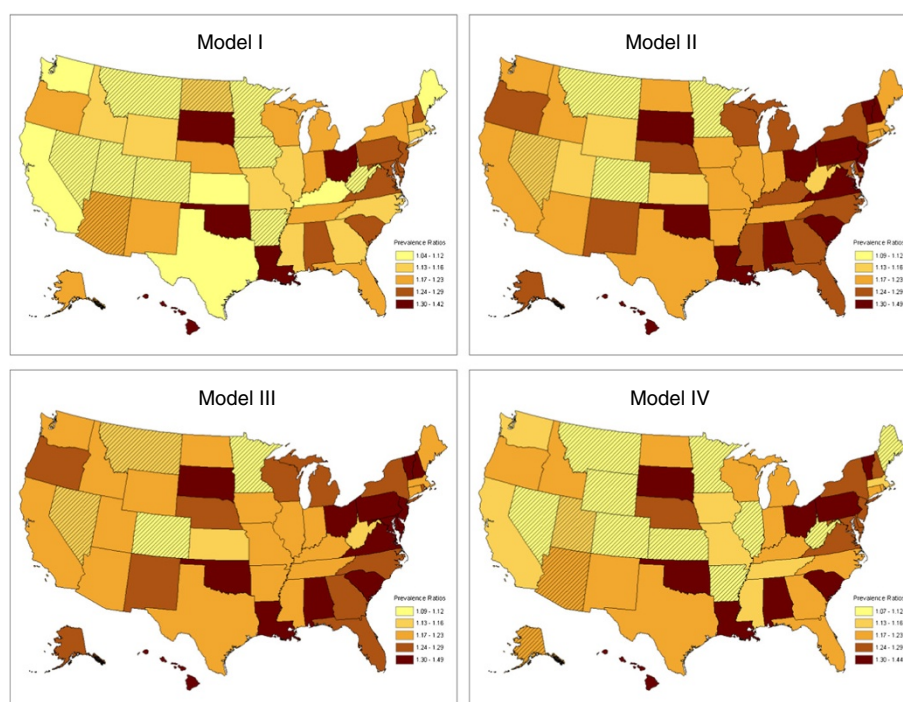 Model I
Prevalence Ratios
1.04 - 1.12
1.13 - 1.16
1.17 - 1.23
1.24 - 1.29
1.30 - 1.42
Model II
Prevalence Ratios
1.09 - 1.12
1.13 - 1.16
1.17 - 1.23
1.24 - 1.29
1.30 - 1.49
Model III
Prevalence Ratios
1.09 - 1.12
1.13 - 1.16
1.17 - 1.23
1.24 - 1.29
1.30 - 1.49
Model IV
Prevalence Ratios
1.07 - 1.12
1.13 - 1.16
1.17 - 1.23
1.24 - 1.29
1.30 - 1.44